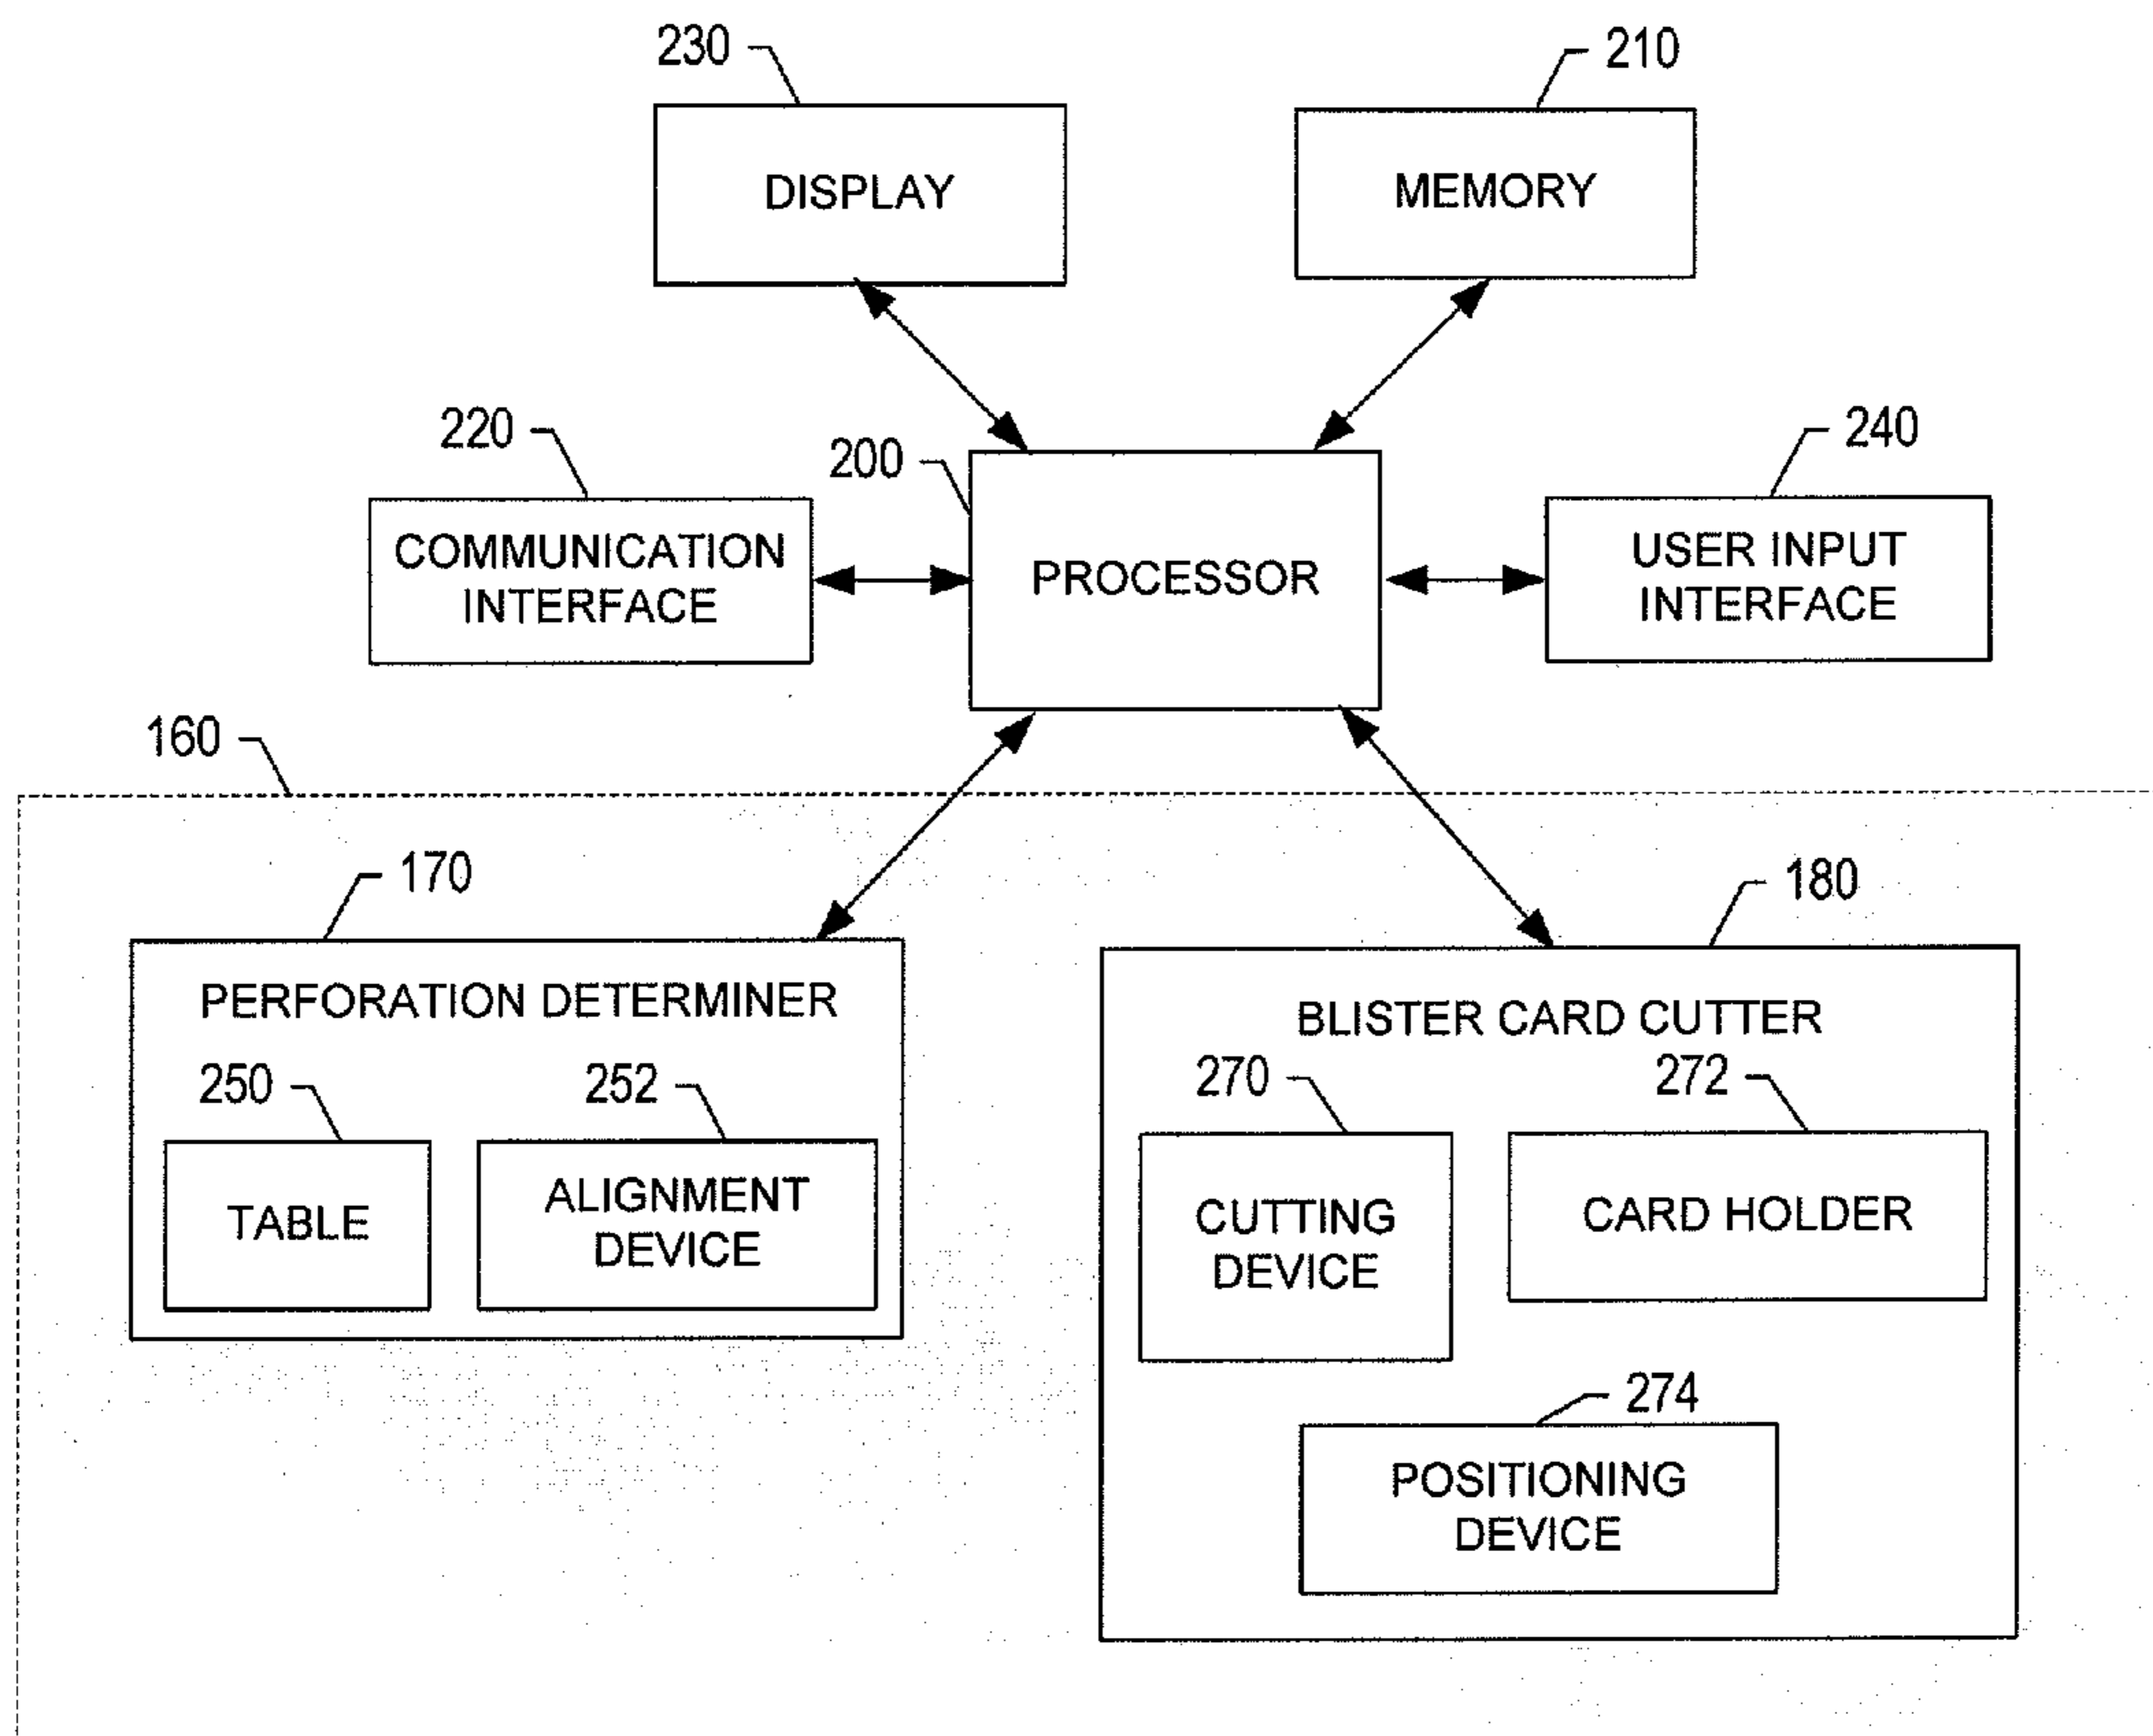 230
210
DISPLAY
MEMORY
220
200
240
COMMUNICATION
INTERFACE
PROCESSOR
USER INPUT
INTERFACE
160
170
180
PERFORATION DETERMINER
BLISTER CARD CUTTER
250
252
270
272
TABLE
ALIGNMENT
DEVICE
CUTTING
DEVICE
CARD HOLDER
274
POSITIONING
DEVICE